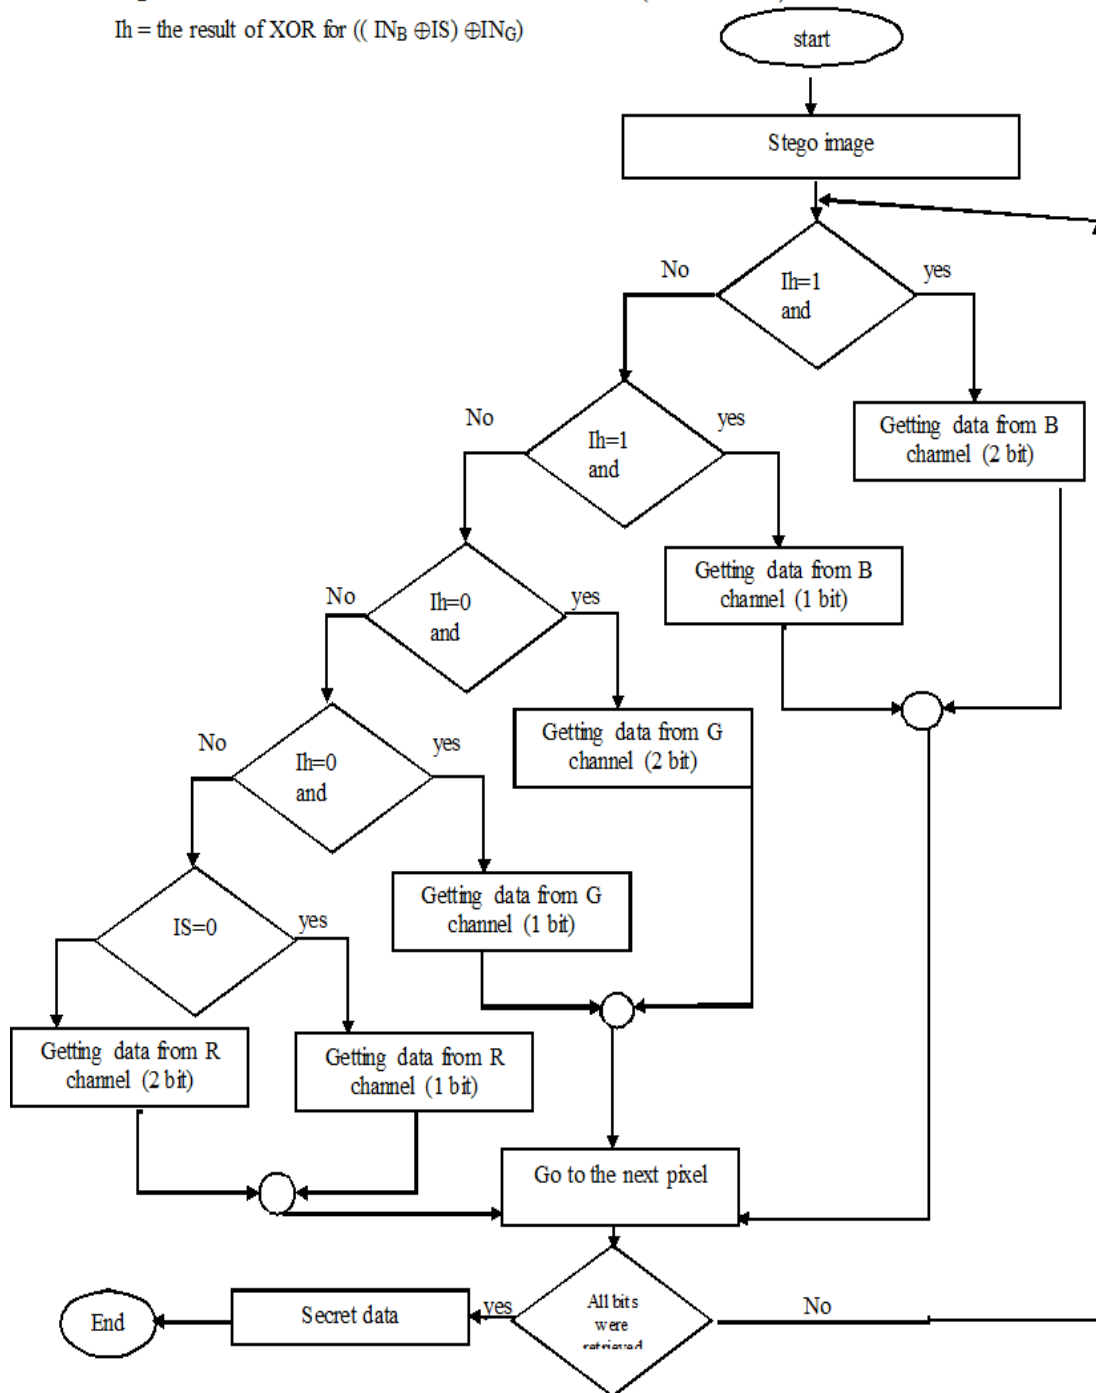 Ih = the result of XOR for (( IN_B ⊕IS) ⊕IN_G)
start
Stego image
No
Ih=1
and
yes
Getting data from B
channel (2 bit)
No
Ih=1
and
yes
Getting data from B
channel (1 bit)
No
Ih=0
and
yes
Getting data from G
channel (2 bit)
No
Ih=0
and
yes
Getting data from G
channel (1 bit)
IS=0
yes
Getting data from R
channel (2 bit)
Getting data from R
channel (1 bit)
Go to the next pixel
All bits
were
retrieved
No
yes
Secret data
End